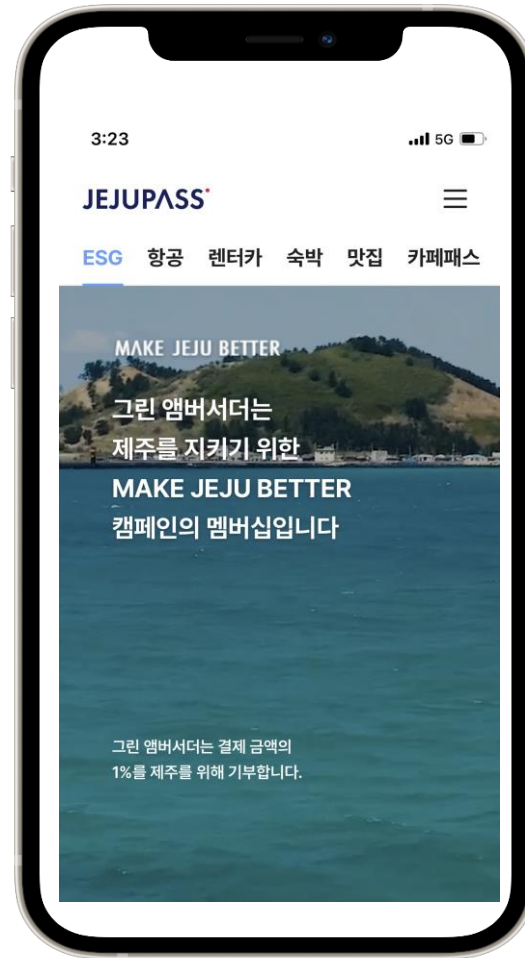 3:23
5G
JEJUPASS
ESG 항공 렌터카 숙박 맛집 카페패스
MAKE JEJU BETTER
그린 앰버서더는
제주를 지키기 위한
MAKE JEJU BETTER
캠페인의 멤버십입니다
그린 앰버서더는 결제 금액의
1%를 제주를 위해 기부합니다.